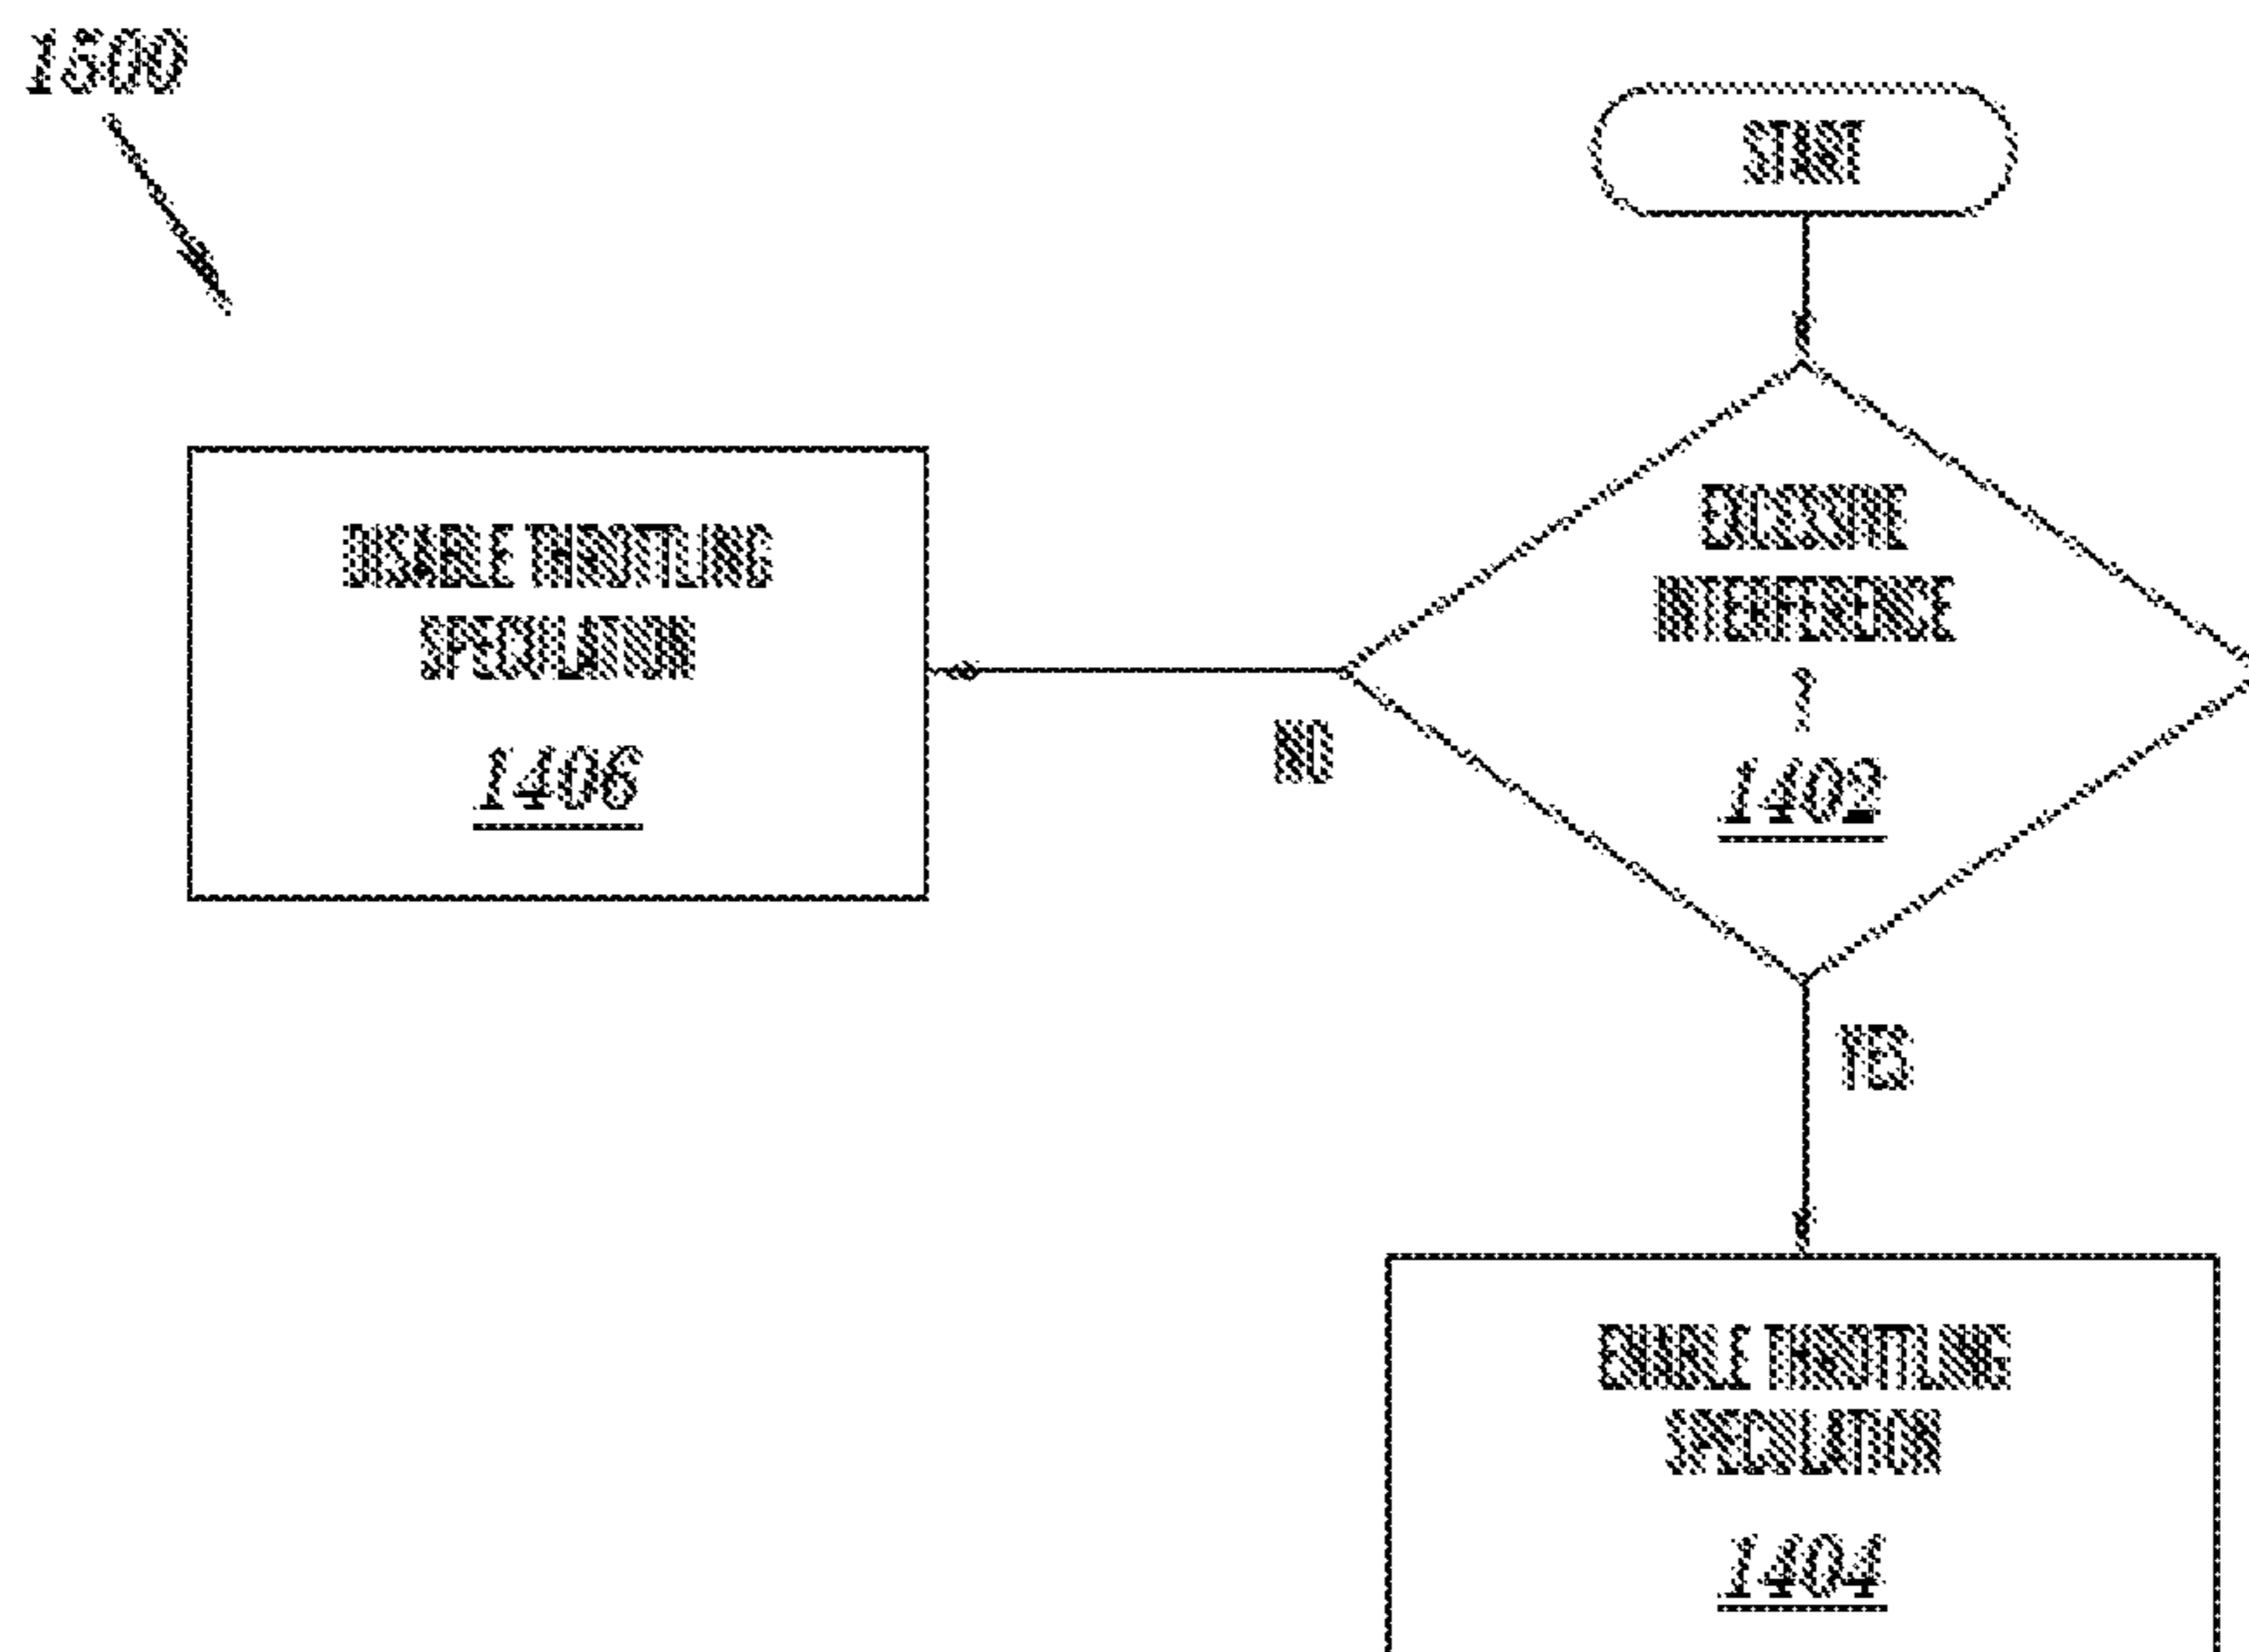 1500
START
EXCESSIVE
INTERFERENCE
?
1402
NO
DISABLE THROTTLING
SPECULATION
1406
YES
ENABLE THROTTLING
SPECULATION
1404